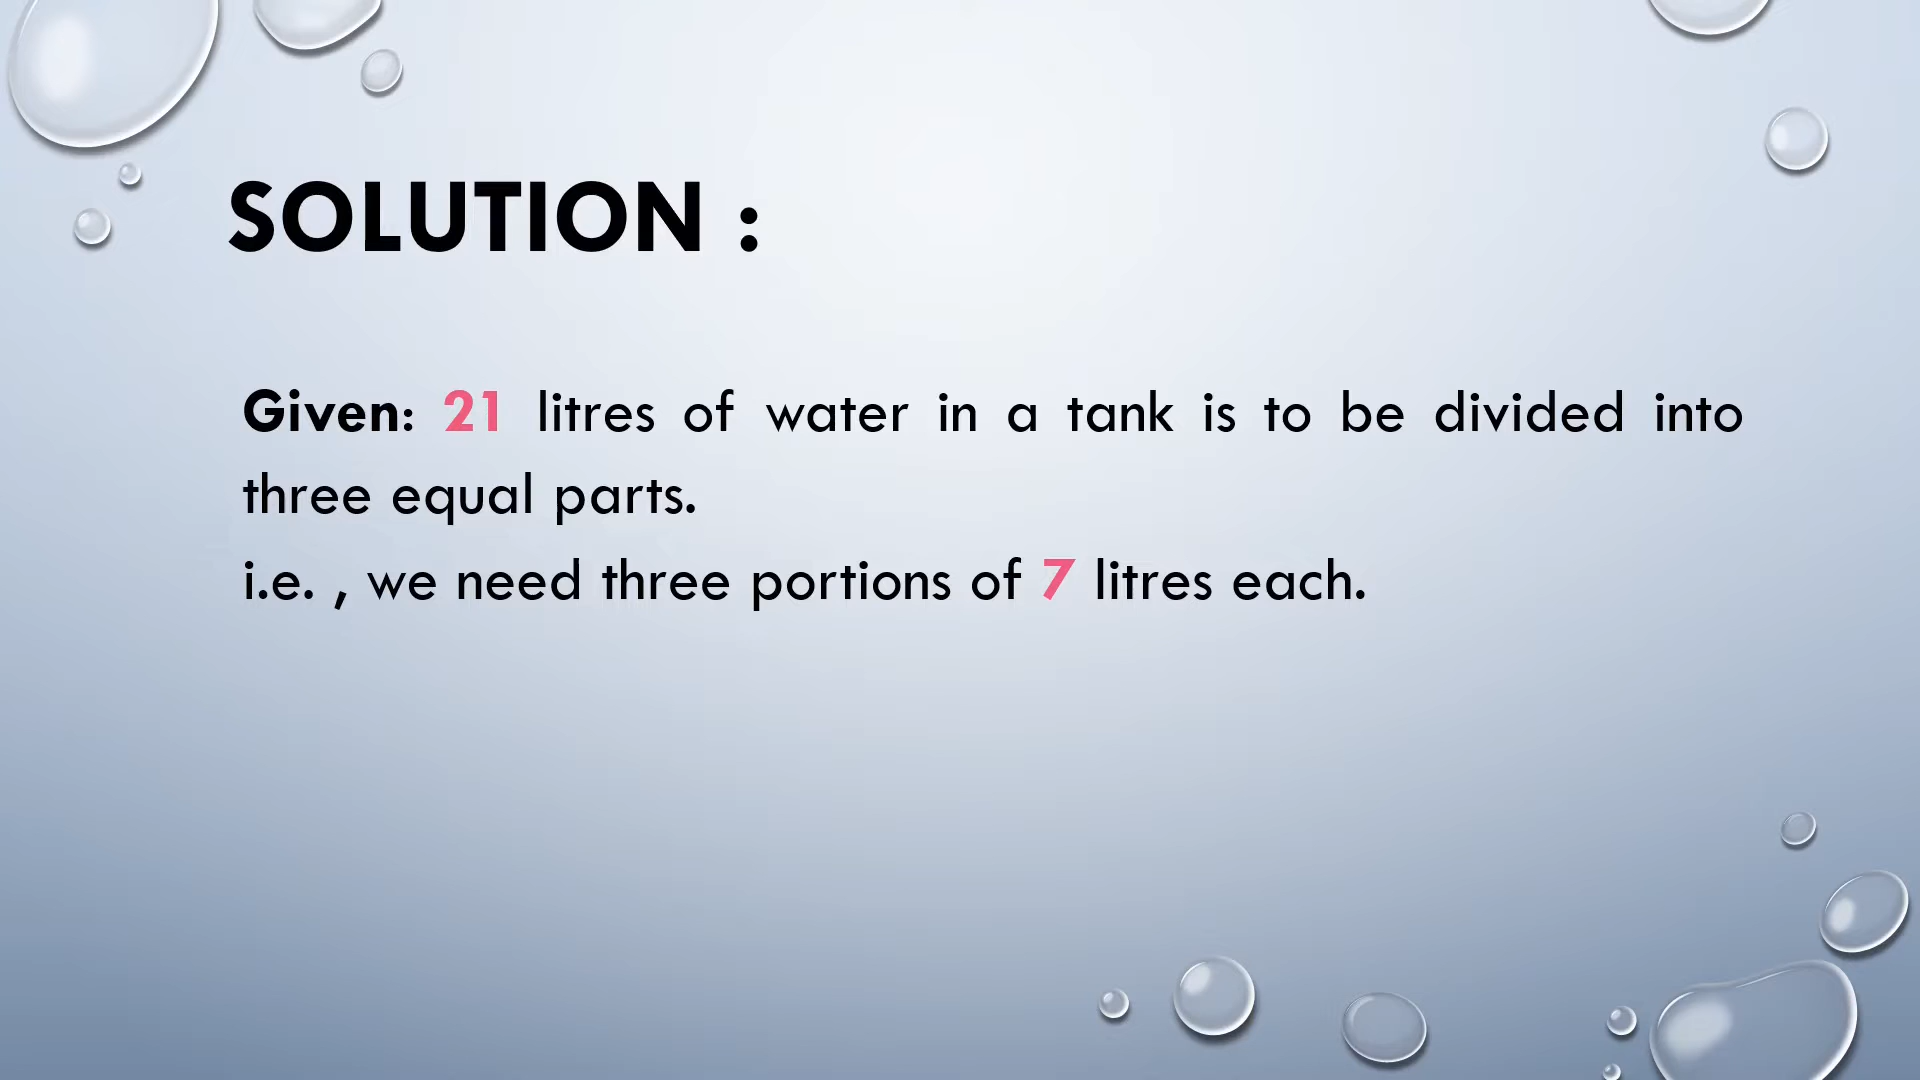 SOLUTION :
Given: 21 litres of water in a tank is to be divided into
three equal parts.
i.e. , we need three portions of 7 litres each.